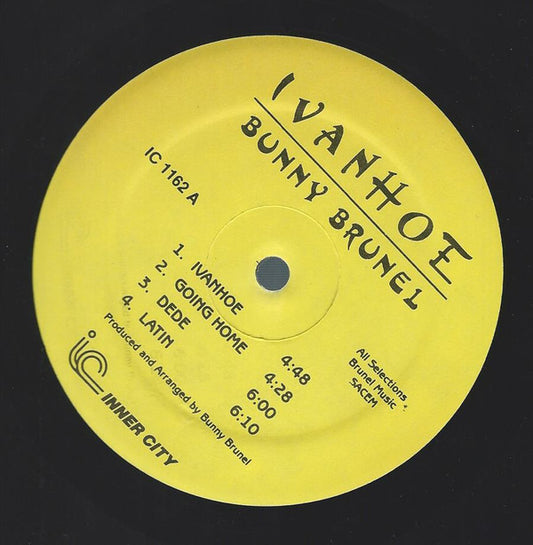 IVANHOE
BUNNY BRUNEL
IC 1162 A
1. IVANHOE 4:48
2. GOING HOME 4:28
3. DEDE 6:00
4. LATIN 6:10
Produced and Arranged by Bunny Brunel
All Selections
Brunel Music
SACEM
ic INNER CITY